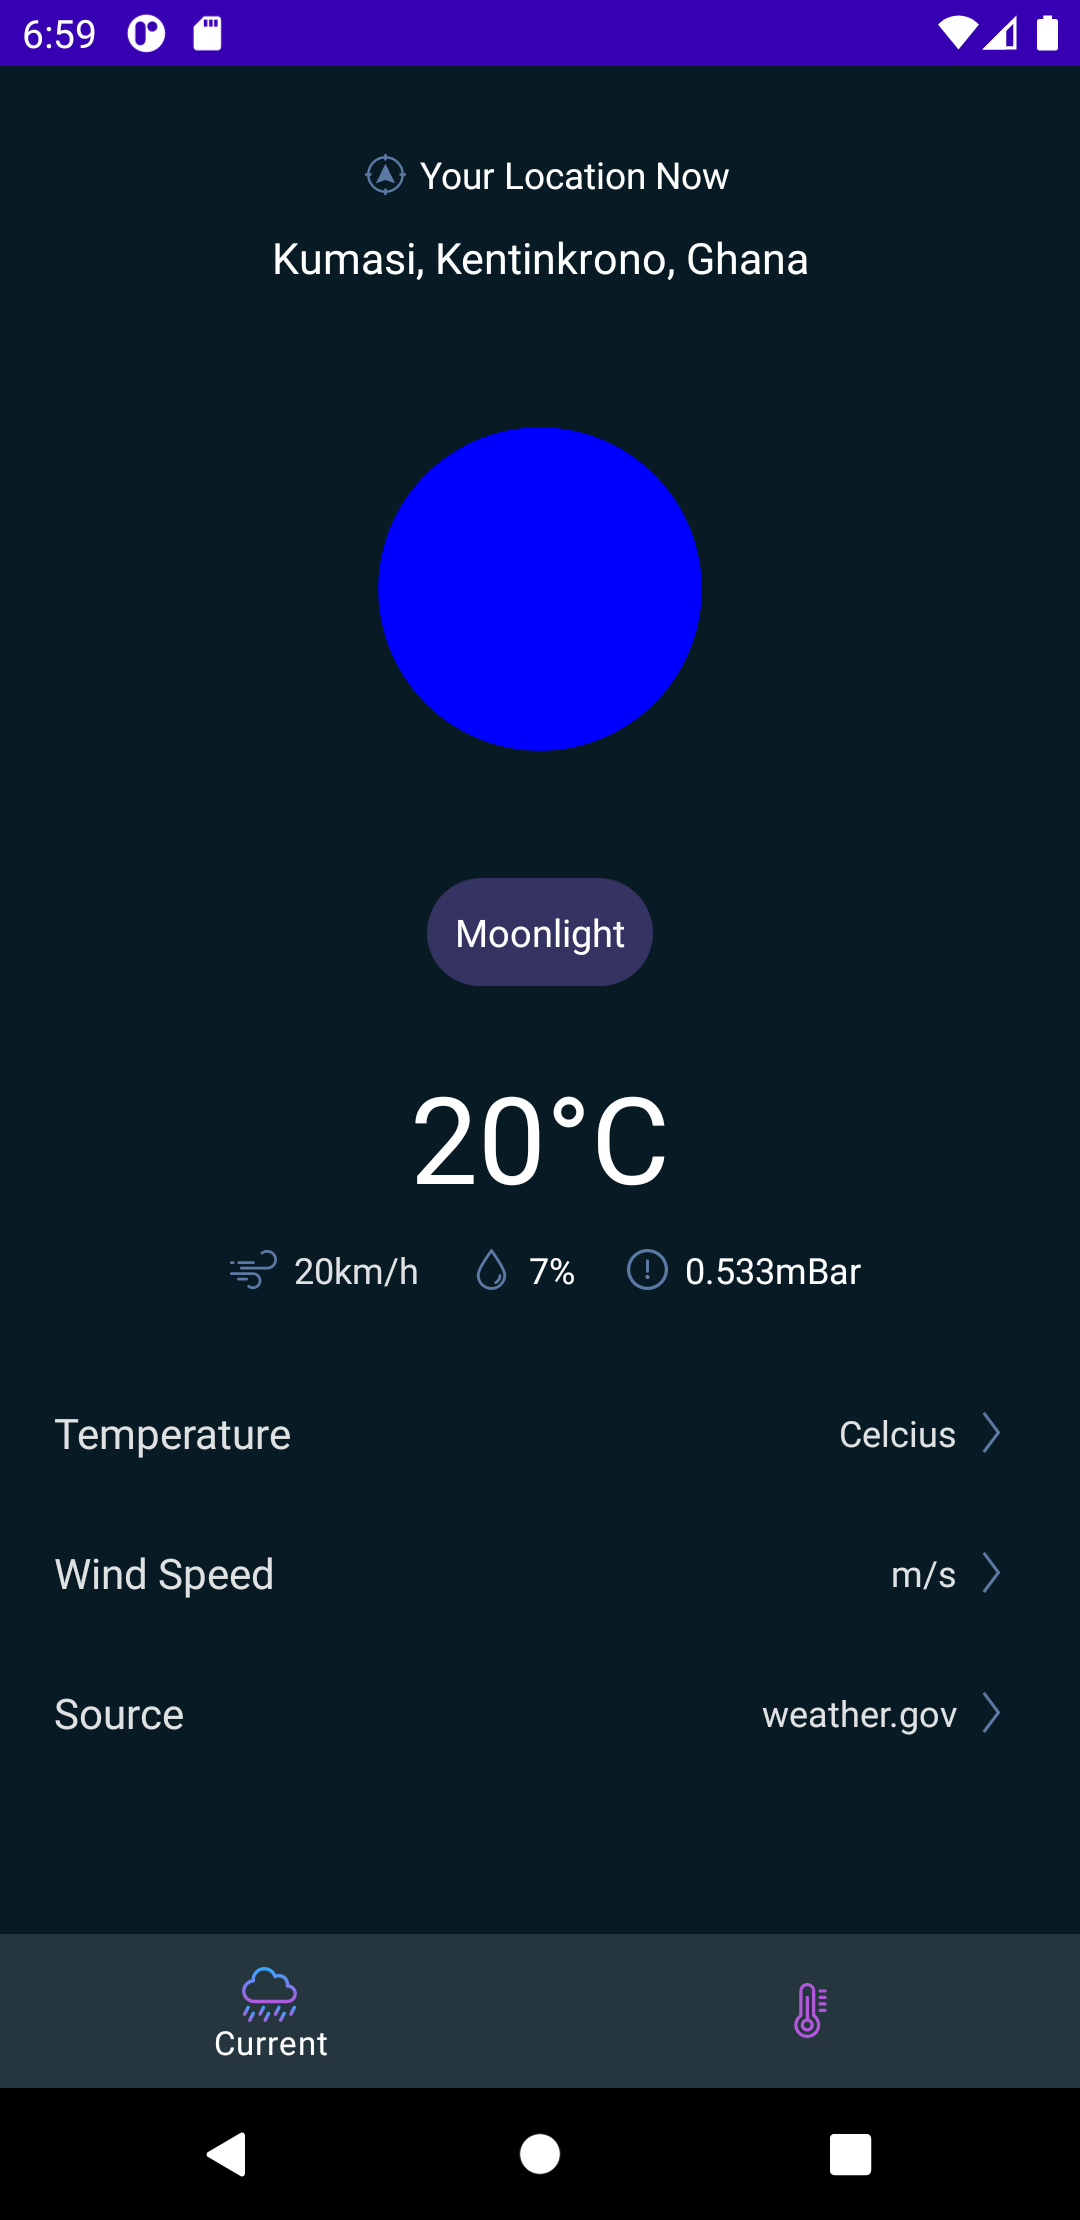 6:59
Your Location Now
Kumasi, Kentinkrono, Ghana
Moonlight
20°C
20km/h 7% 0.533mBar
Temperature Celcius
Wind Speed m/s
Source weather.gov
Current